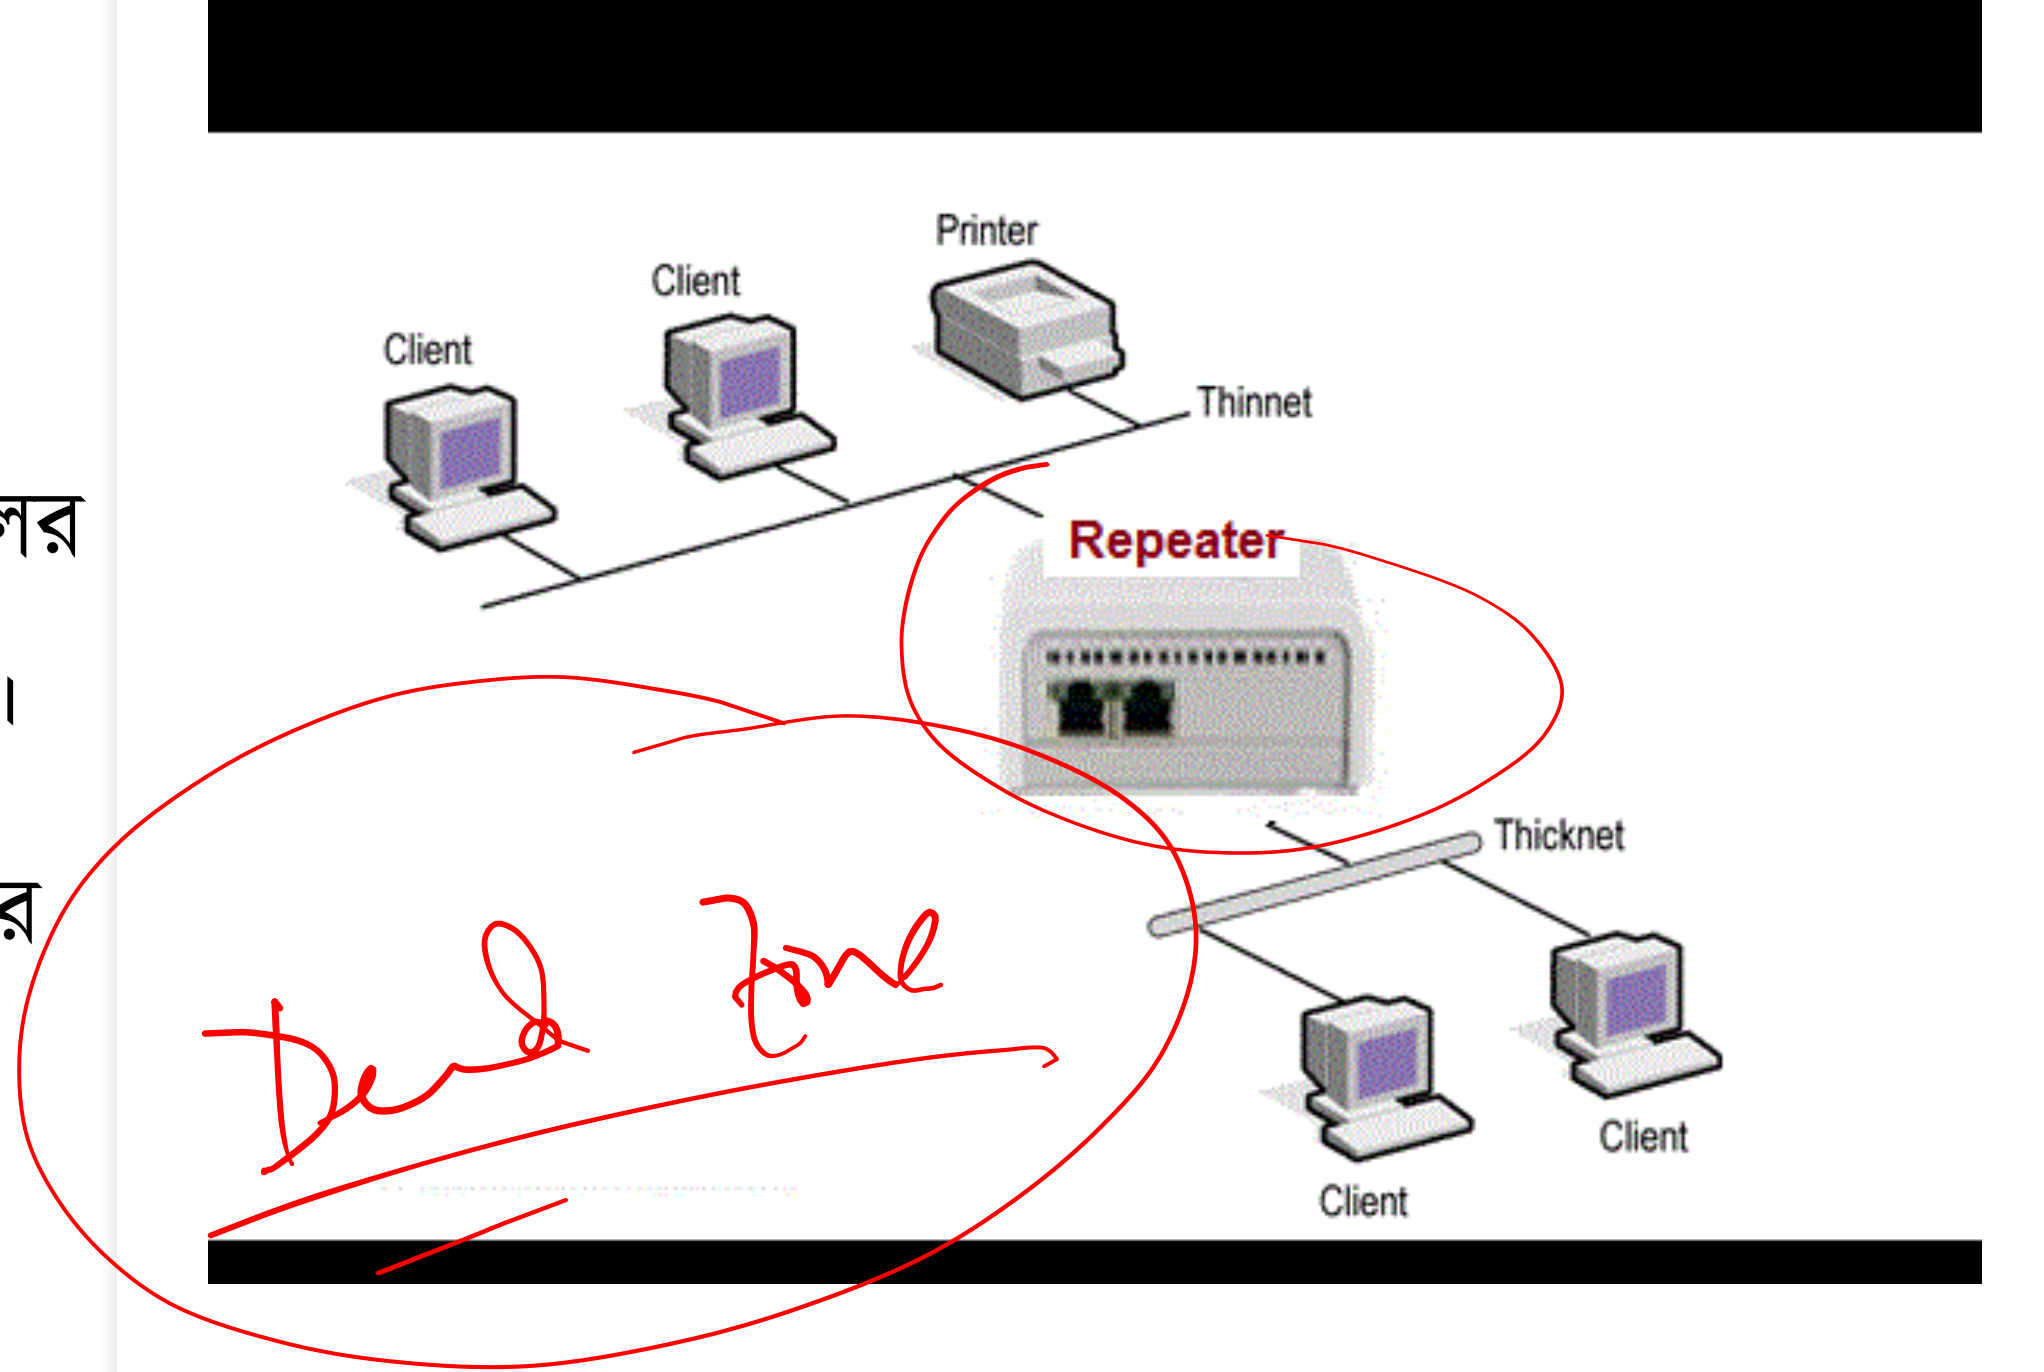 Printer
Client
Client
Thinnet
Repeater
।
Thicknet
র
Dead Zone
Client
Client